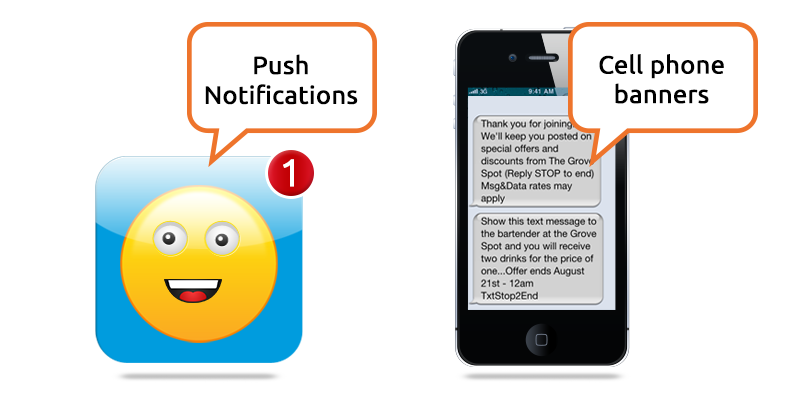 Push
Notifications
1
Cell phone
banners
3G
9:41 AM
Thank you for joining
We'll keep you posted on
special offers and
discounts from The Grove
Spot (Reply STOP to end)
Msg&Data rates may
apply
Show this text message to
the bartender at the Grove
Spot and you will receive
two drinks for the price of
one...Offer ends August
21st - 12am
TxtStop2End